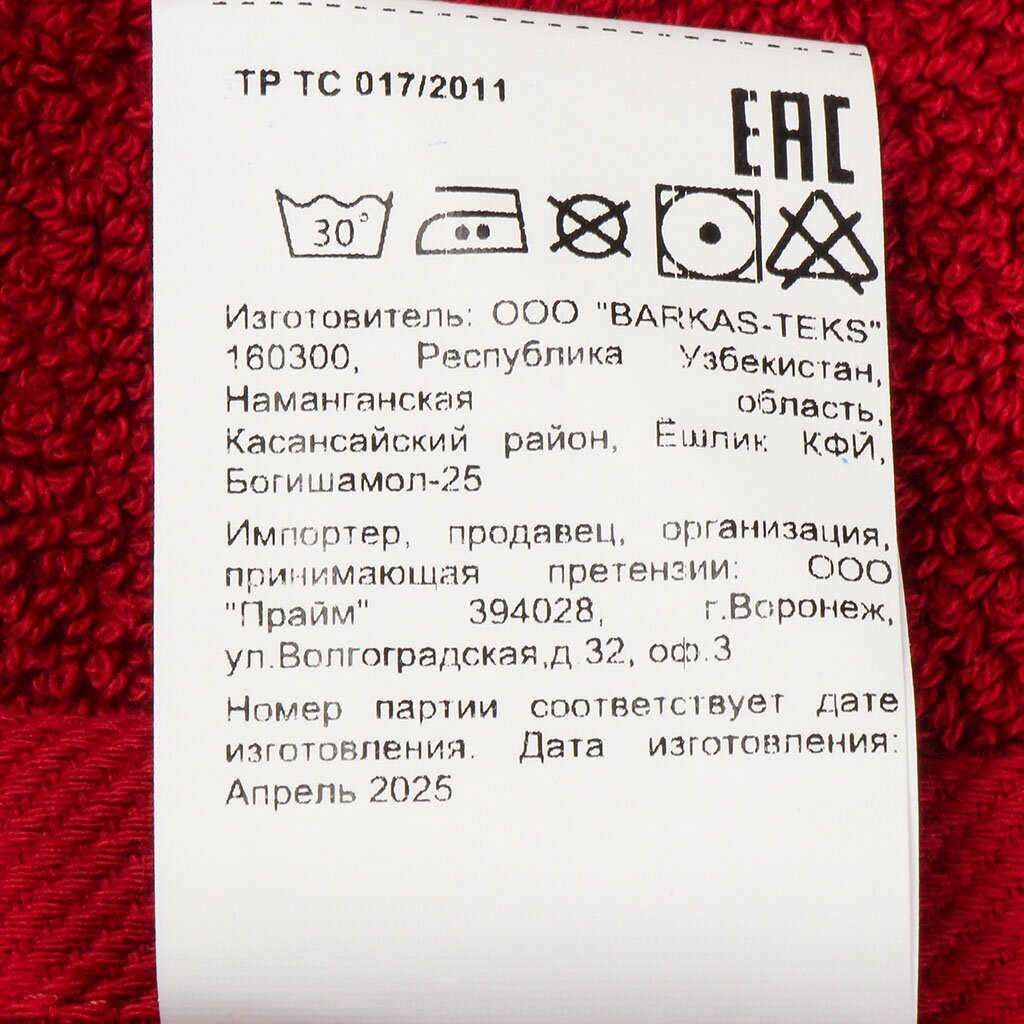 ТР ТС 017/2011
EAC
30°
Изготовитель: ООО "BARKAS-TEKS"
160300, Республика Узбекистан,
Наманганская область,
Касансайский район, Ёшлик КФЙ,
Богишамол-25
Импортер, продавец, организация,
принимающая претензии: ООО
"Прайм" 394028, г.Воронеж,
ул.Волгоградская,д.32, оф.3
Номер партии соответствует дате
изготовления. Дата изготовления:
Апрель 2025